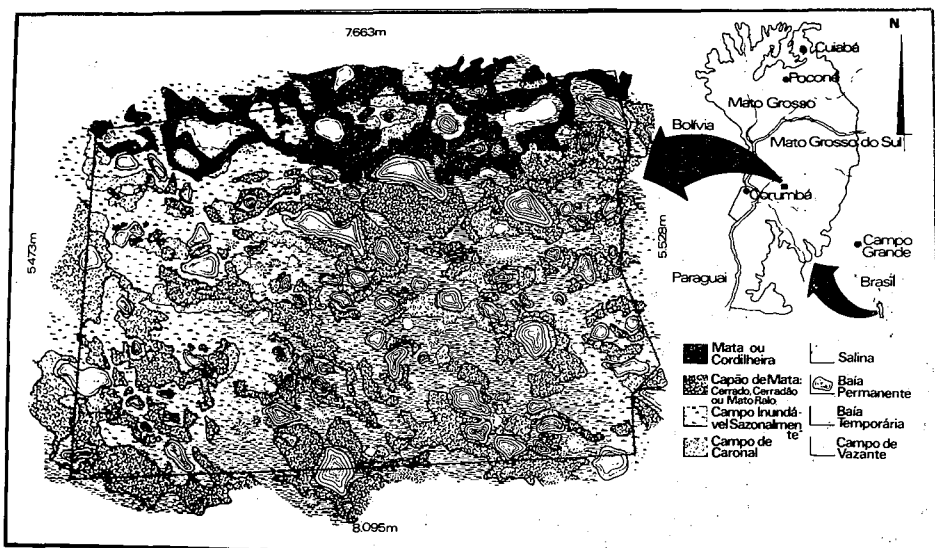 7.663m
5.473m
5.528m
8.095m
N
Cuiabá
Poconé
Mato Grosso
Bolívia
Mato Grosso do Sul
Corumbá
Campo
Grande
Paraguai
Brasil
Mata ou
Cordilheira
Capão de Mata:
Cerrado, Cerradão
ou Mato Ralo
Campo Inundá-
vel Sazonalmen
te
Campo de
Caronal
Salina
Baía
Permanente
Baía
Temporária
Campo de
Vazante